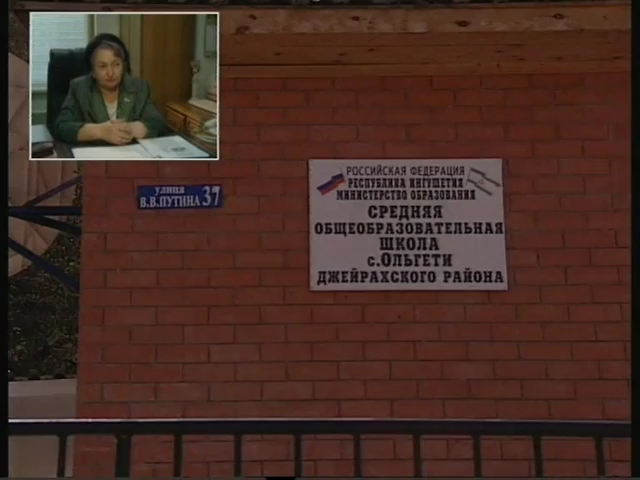 УЛИЦА
В.В.ПУТИНА 37
РОССИЙСКАЯ ФЕДЕРАЦИЯ
РЕСПУБЛИКА ИНГУШЕТИЯ
МИНИСТЕРСТВО ОБРАЗОВАНИЯ
СРЕДНЯЯ
ОБЩЕОБРАЗОВАТЕЛЬНАЯ
ШКОЛА
с.ОЛЬГЕТИ
ДЖЕЙРАХСКОГО РАЙОНА